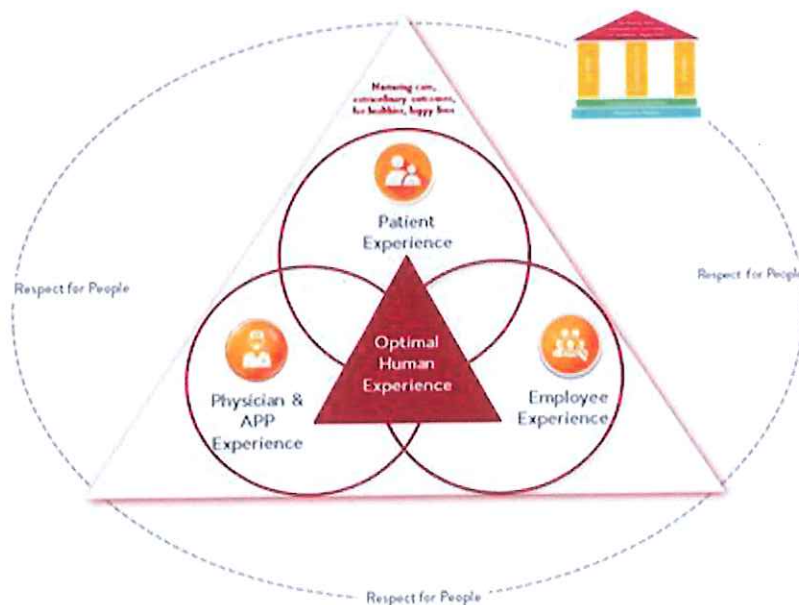 Nurturing care,
extraordinary outcomes,
for healthier, happy lives
Patient
Experience
Respect for People
Respect for People
Optimal
Human
Experience
Physician &
APP
Experience
Employee
Experience
Respect for People